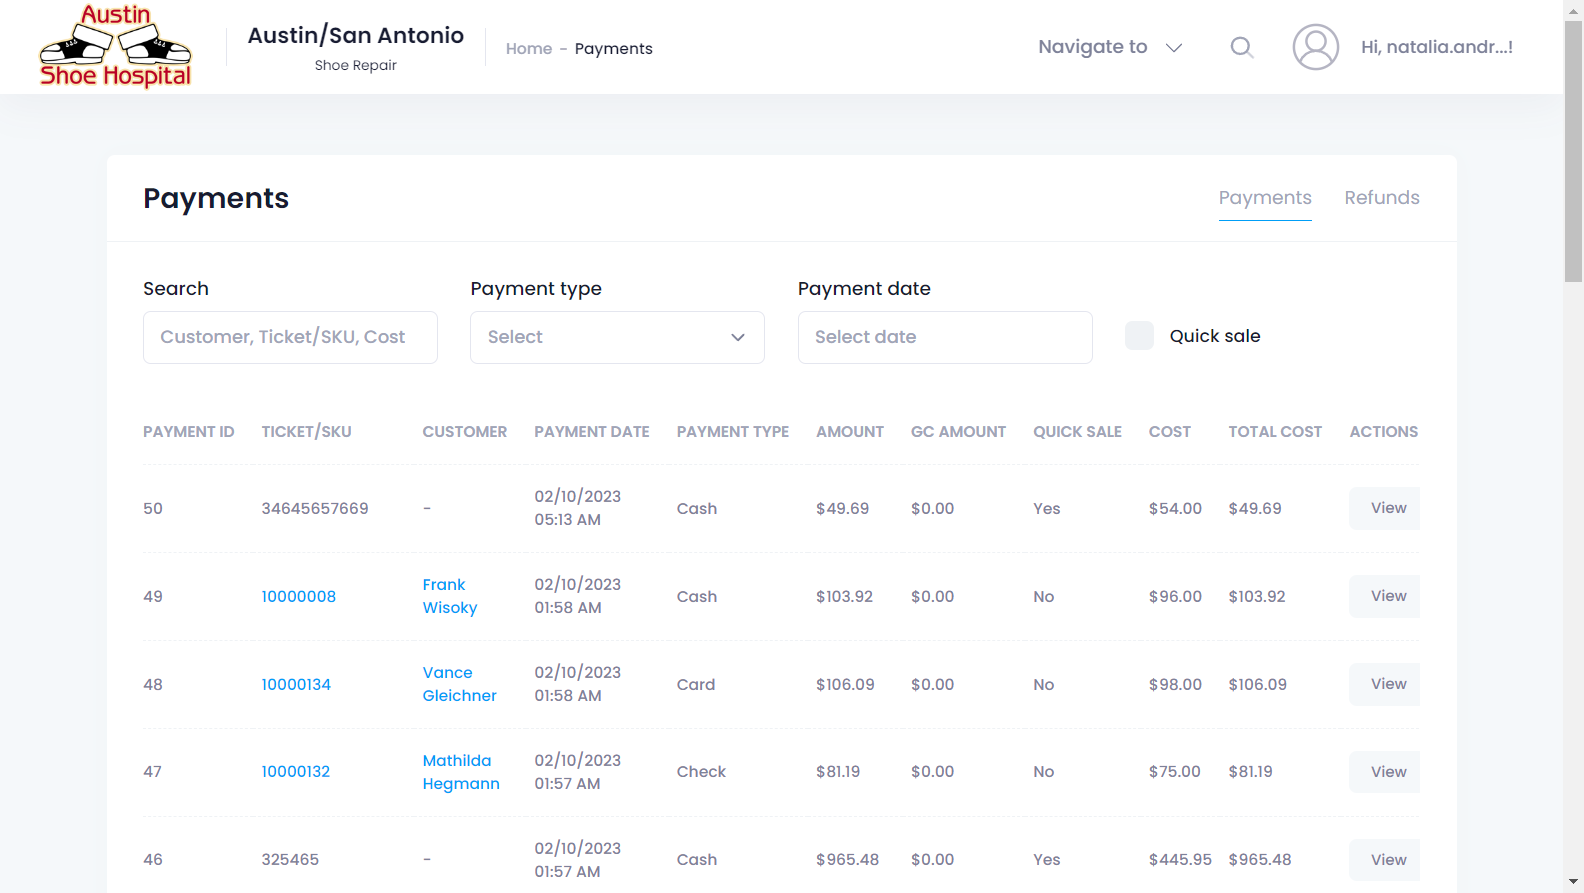 Austin
Shoe Hospital
Austin/San Antonio
Shoe Repair
Home - Payments
Navigate to
Hi, natalia.andr...!
Payments
Payments
Refunds
Search
Payment type
Payment date
Customer, Ticket/SKU, Cost
Select
Select date
Quick sale
PAYMENT ID TICKET/SKU CUSTOMER PAYMENT DATE PAYMENT TYPE AMOUNT GC AMOUNT QUICK SALE COST TOTAL COST ACTIONS
50 34645657669 - 02/10/2023 05:13 AM Cash $49.69 $0.00 Yes $54.00 $49.69 View
49 10000008 Frank Wisoky 02/10/2023 01:58 AM Cash $103.92 $0.00 No $96.00 $103.92 View
48 10000134 Vance Gleichner 02/10/2023 01:58 AM Card $106.09 $0.00 No $98.00 $106.09 View
47 10000132 Mathilda Hegmann 02/10/2023 01:57 AM Check $81.19 $0.00 No $75.00 $81.19 View
46 325465 - 02/10/2023 01:57 AM Cash $965.48 $0.00 Yes $445.95 $965.48 View